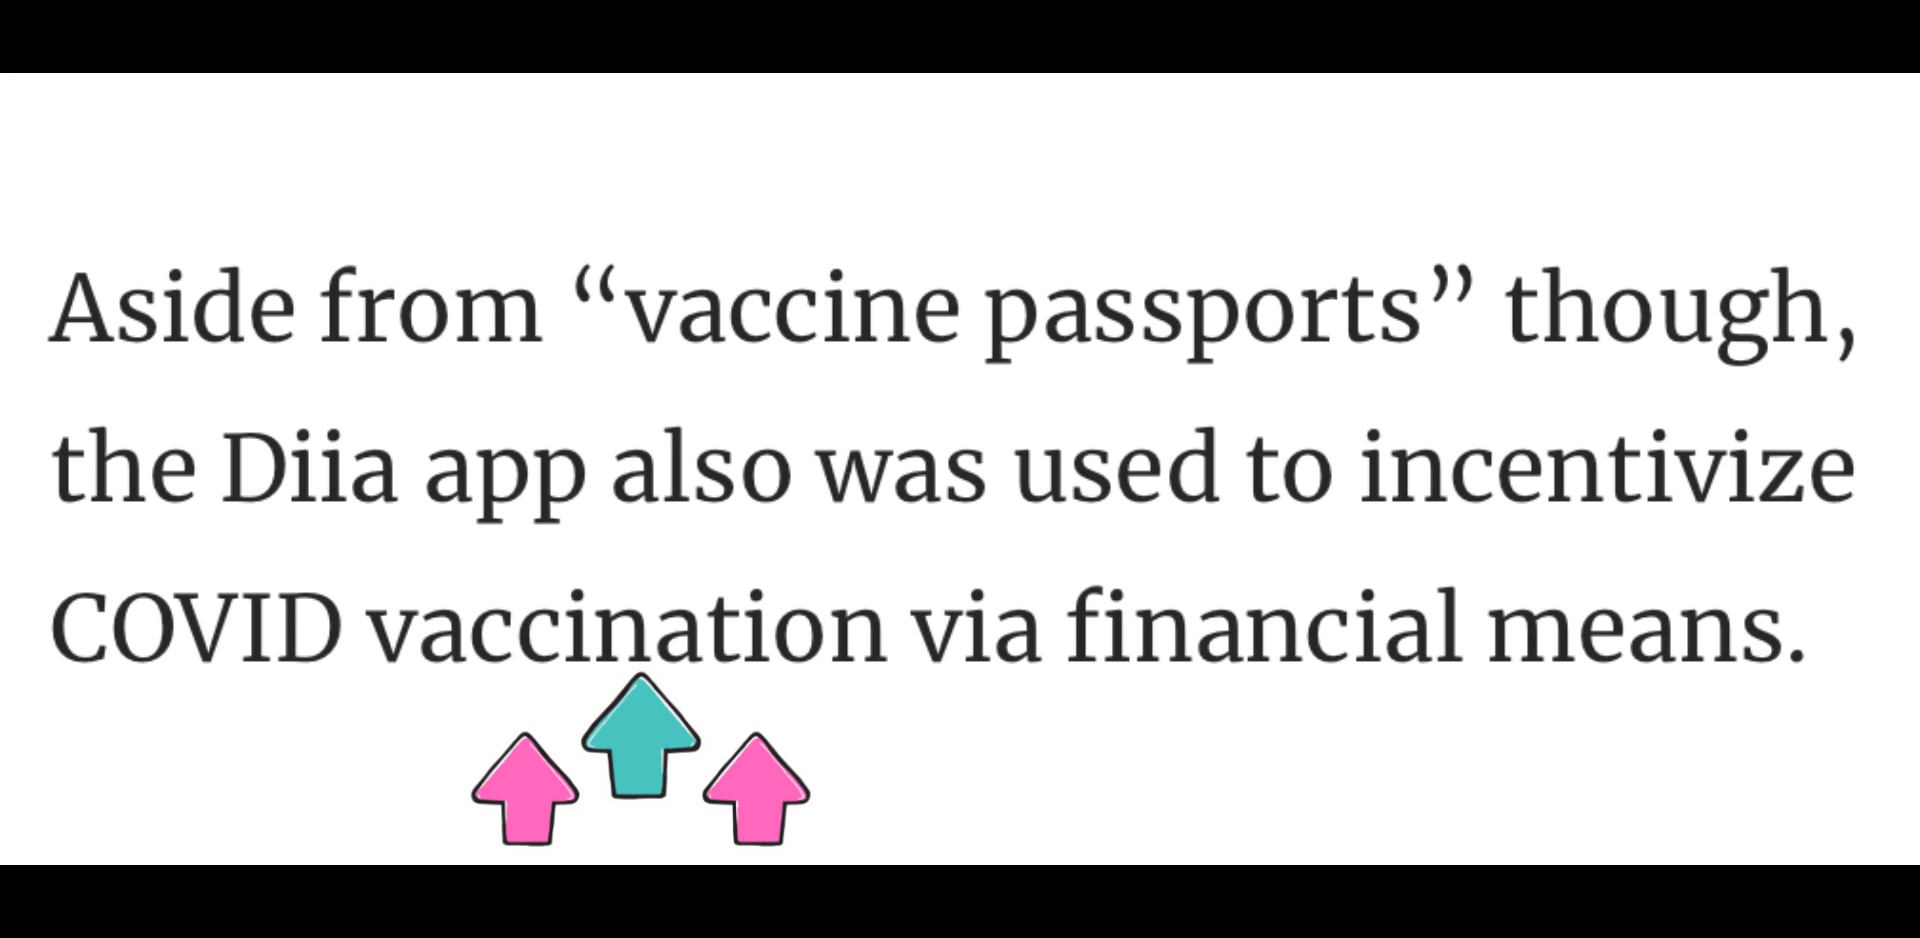 Aside from “vaccine passports” though,
the Diia app also was used to incentivize
COVID vaccination via financial means.